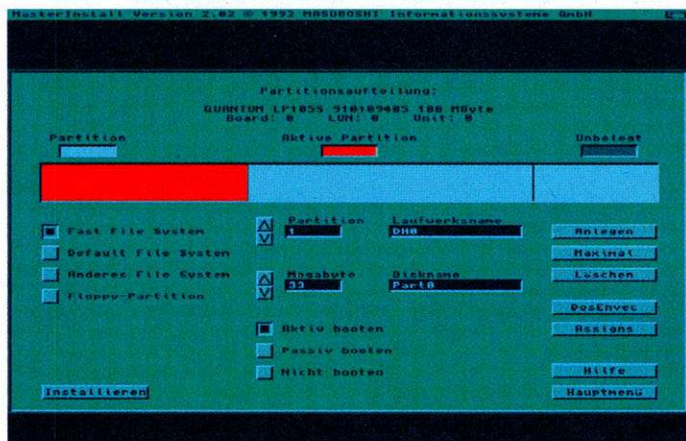 MasterInstall Version 2.02 © 1992 MASOBOSHI Informationssysteme GmbH
Partitionsaufteilung:
QUANTUM LP105S 910109405 100 MByte
Board: 0 LUN: 0 Unit: 0
Partition Aktive Partition Unbelegt
Partition Laufwerksname
Fast File System 1 DH0 Anlegen
Default File System Maximal
Anderes File System Megabyte Diskname Löschen
Floppy-Partition 33 Part0
DosEnvec
Aktiv booten Assigns
Passiv booten
Nicht booten Hilfe
Installieren Hauptmenü